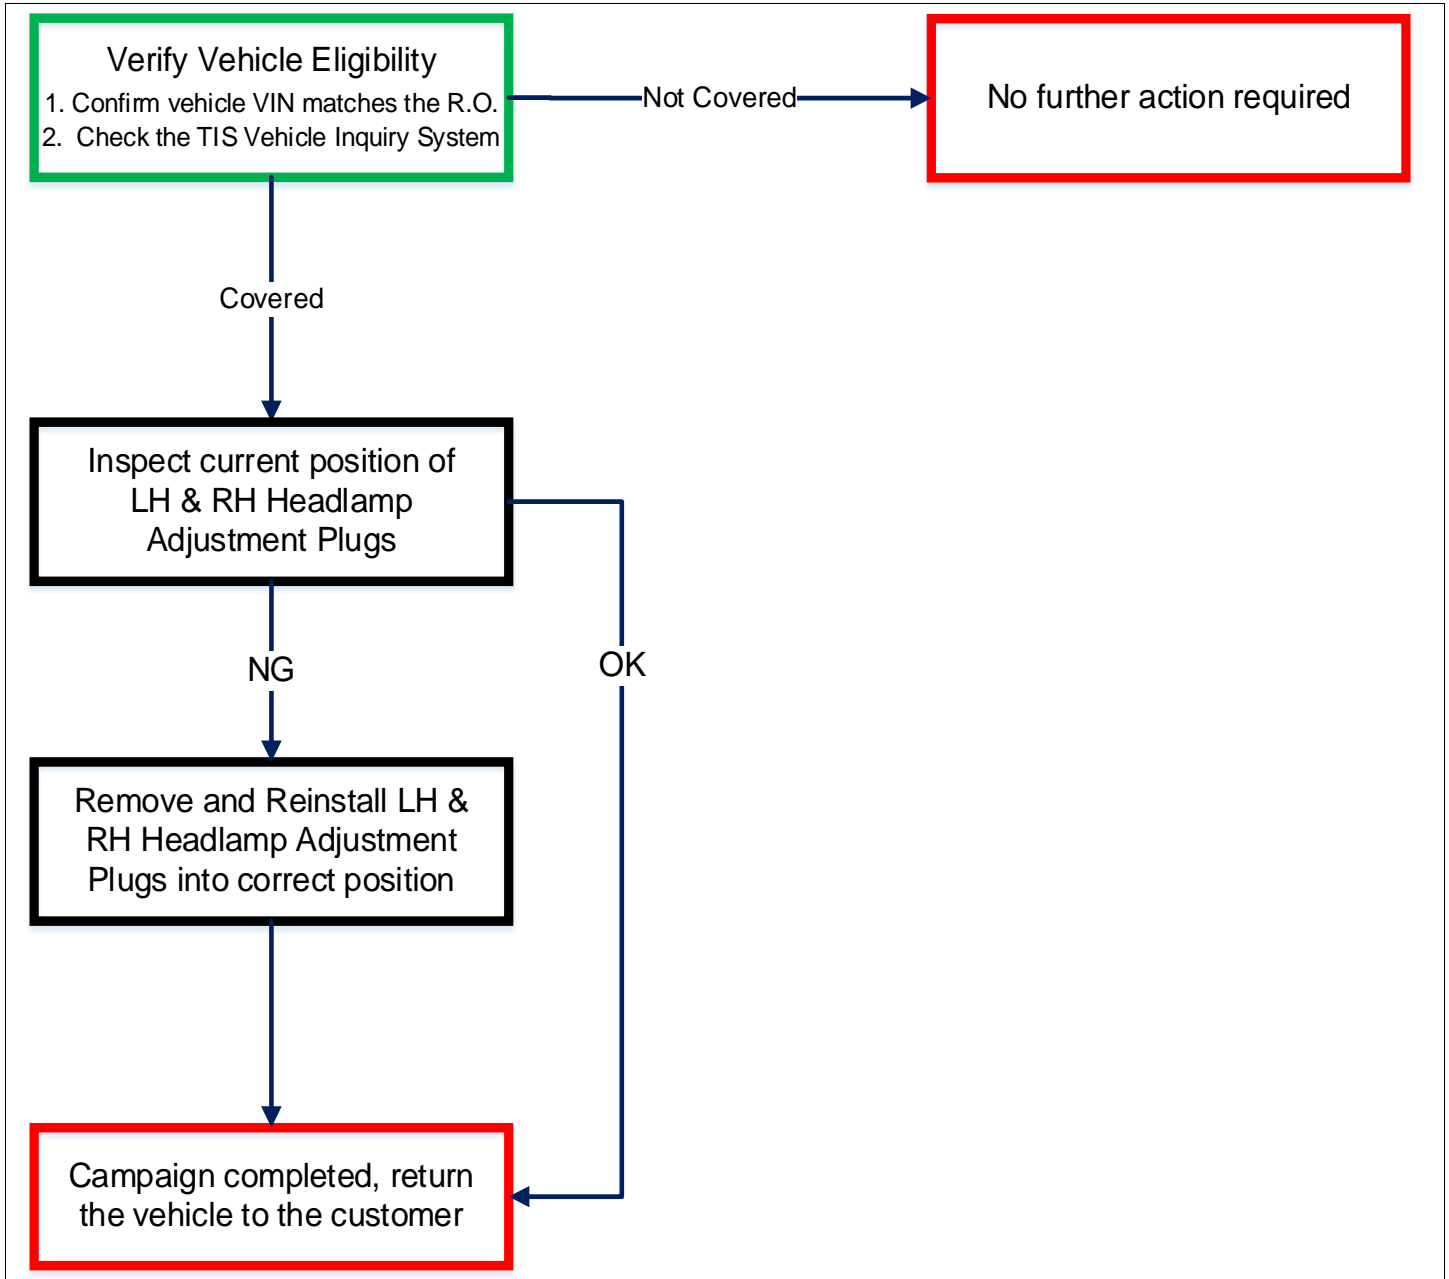 Verify Vehicle Eligibility
1. Confirm vehicle VIN matches the R.O.
2. Check the TIS Vehicle Inquiry System
Not Covered
No further action required
Covered
Inspect current position of
LH & RH Headlamp
Adjustment Plugs
NG
OK
Remove and Reinstall LH &
RH Headlamp Adjustment
Plugs into correct position
Campaign completed, return
the vehicle to the customer